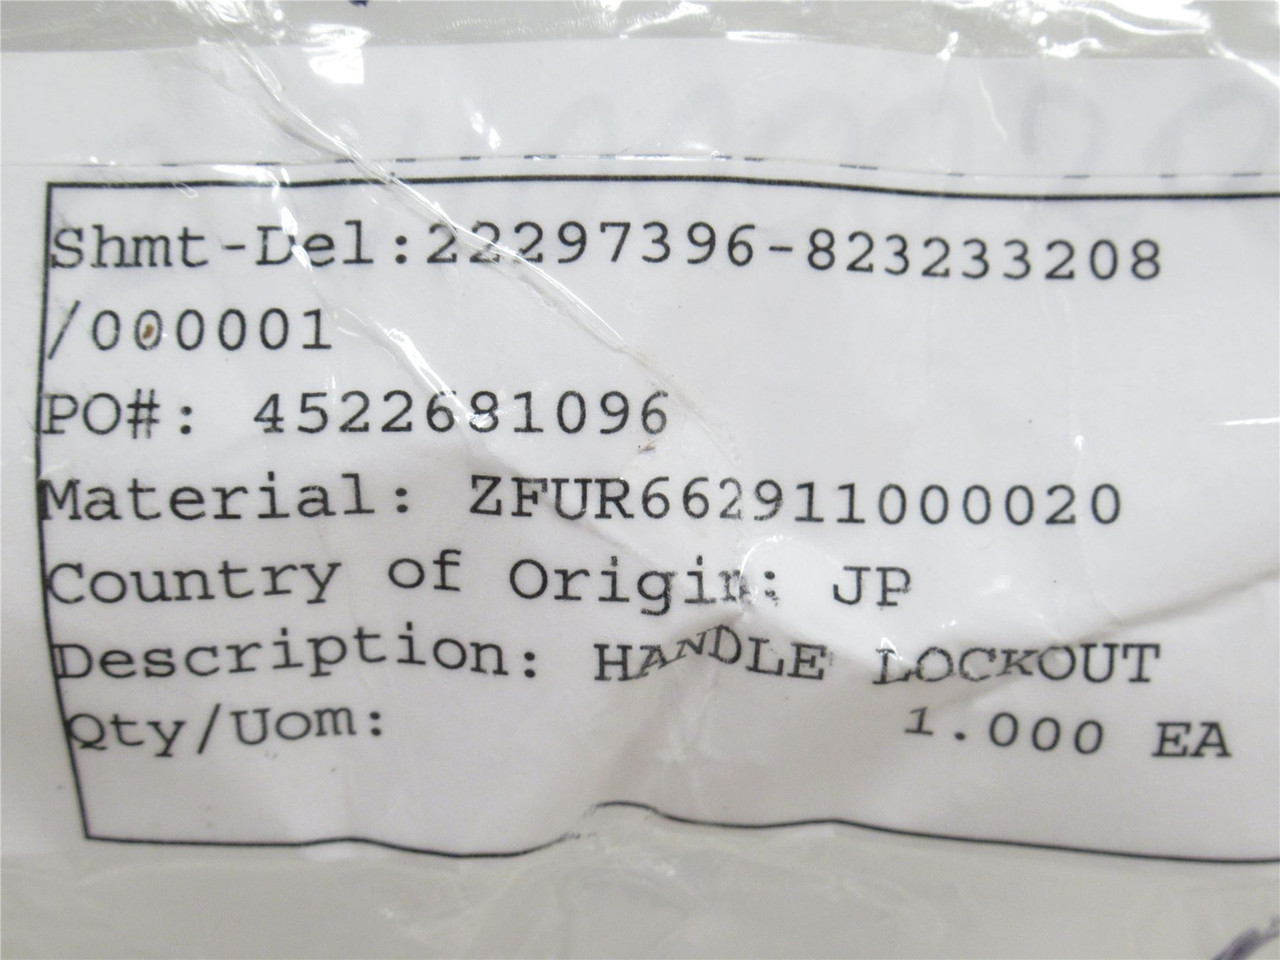 Shmt-Del:22297396-823233208
/000001
PO#: 4522681096
Material: ZFUR662911000020
Country of Origin: JP
Description: HANDLE LOCKOUT
Qty/Uom: 1.000 EA